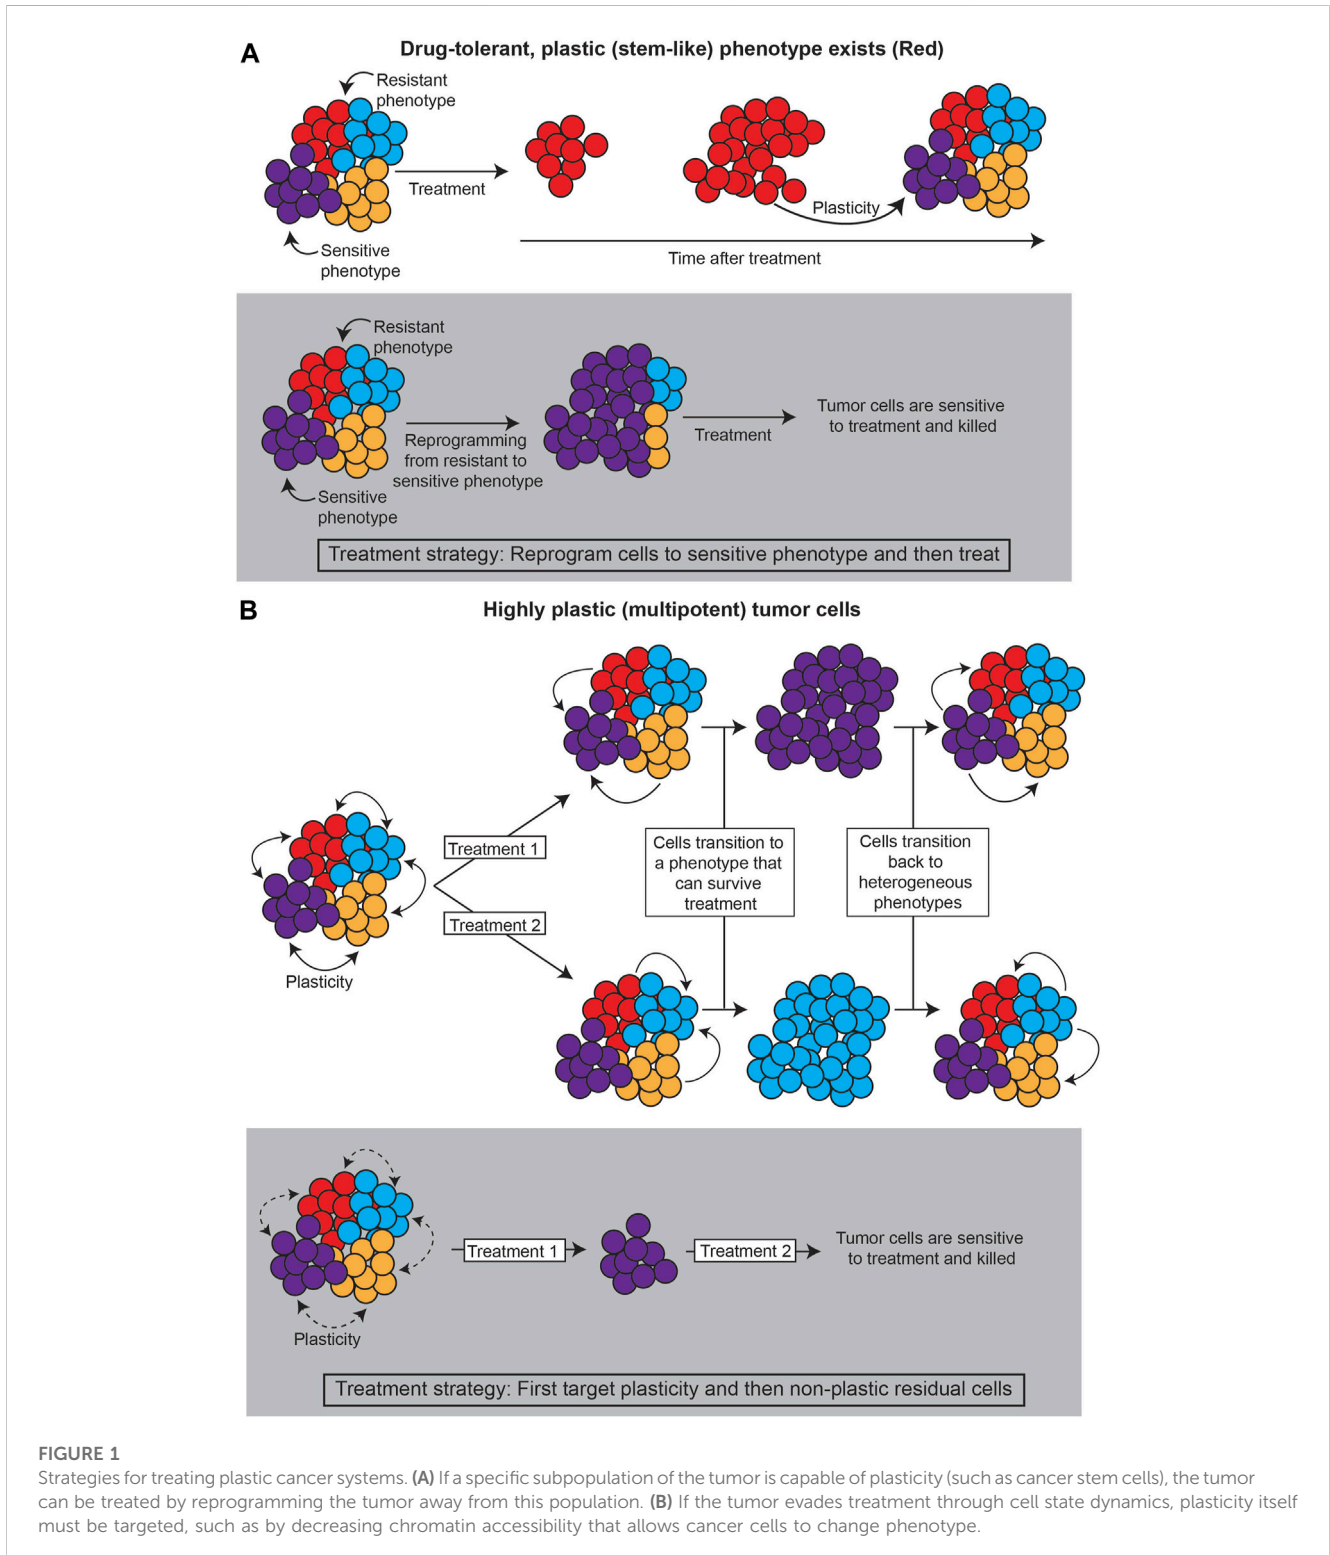 A
Drug-tolerant, plastic (stem-like) phenotype exists (Red)
Resistant
phenotype
Treatment
Plasticity
Sensitive
phenotype
Time after treatment
Resistant
phenotype
Reprogramming
from resistant to
sensitive phenotype
Treatment
Tumor cells are sensitive
to treatment and killed
Sensitive
phenotype
Treatment strategy: Reprogram cells to sensitive phenotype and then treat
B
Highly plastic (multipotent) tumor cells
Treatment 1
Treatment 2
Plasticity
Cells transition to
a phenotype that
can survive
treatment
Cells transition
back to
heterogeneous
phenotypes
Plasticity
Treatment 1
Treatment 2
Tumor cells are sensitive
to treatment and killed
Treatment strategy: First target plasticity and then non-plastic residual cells
FIGURE 1
Strategies for treating plastic cancer systems. (A) If a specific subpopulation of the tumor is capable of plasticity (such as cancer stem cells), the tumor
can be treated by reprogramming the tumor away from this population. (B) If the tumor evades treatment through cell state dynamics, plasticity itself
must be targeted, such as by decreasing chromatin accessibility that allows cancer cells to change phenotype.